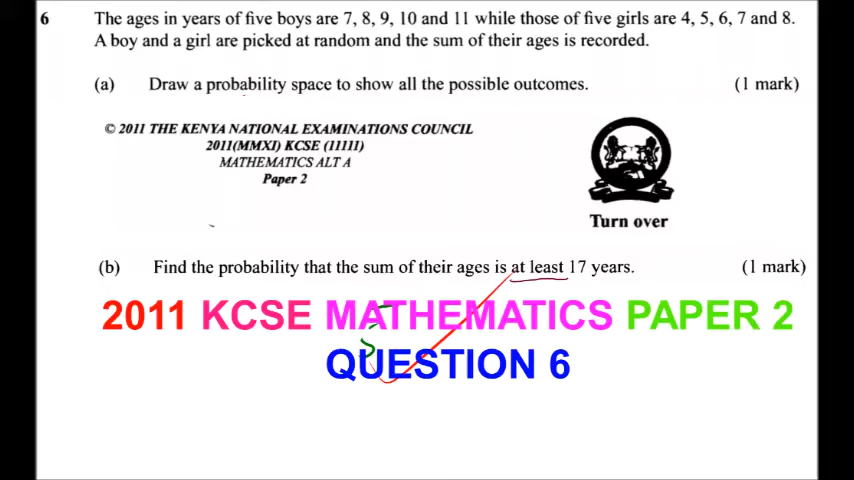 6 The ages in years of five boys are 7, 8, 9, 10 and 11 while those of five girls are 4, 5, 6, 7 and 8.
A boy and a girl are picked at random and the sum of their ages is recorded.
(a) Draw a probability space to show all the possible outcomes. (1 mark)
© 2011 THE KENYA NATIONAL EXAMINATIONS COUNCIL
2011(MMXI) KCSE (11111)
MATHEMATICS ALT A
Paper 2
Turn over
(b) Find the probability that the sum of their ages is at least 17 years. (1 mark)
2011 KCSE MATHEMATICS PAPER 2
QUESTION 6